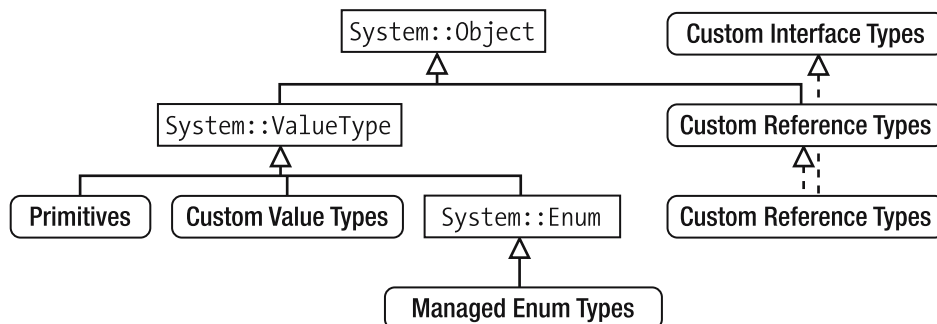 System::Object
Custom Interface Types
System::ValueType
Custom Reference Types
Primitives
Custom Value Types
System::Enum
Custom Reference Types
Managed Enum Types